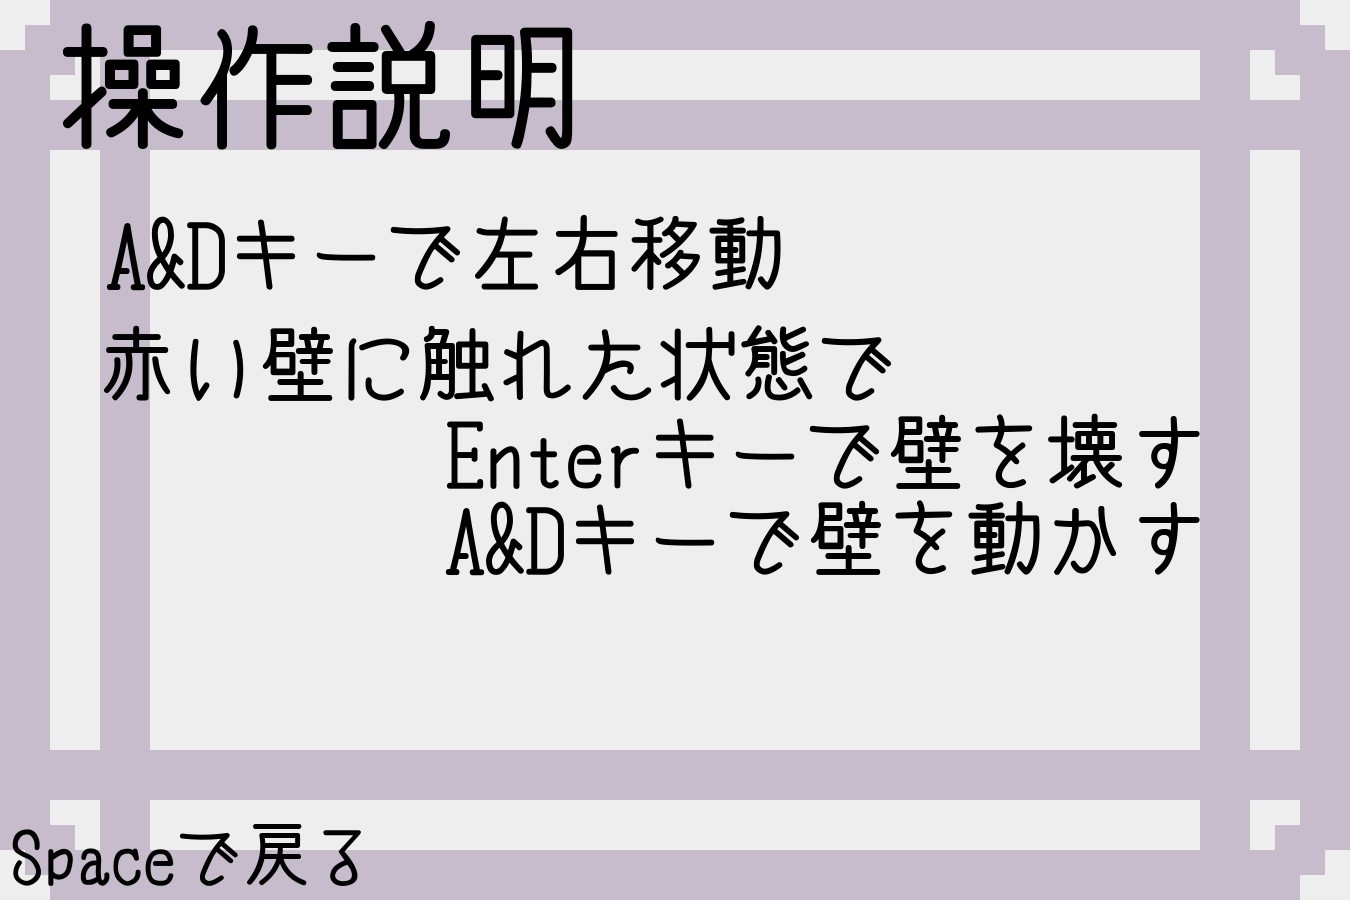 操作説明
A&Dキーで左右移動
赤い壁に触れた状態で
Enterキーで壁を壊す
A&Dキーで壁を動かす
Spaceで戻る